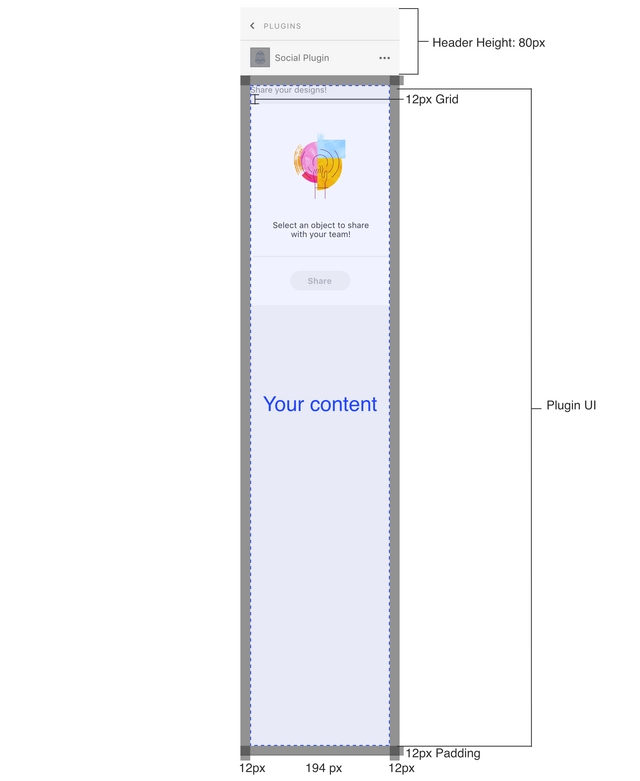 PLUGINS
Header Height: 80px
Social Plugin
Share your designs!
12px Grid
Select an object to share
with your team!
Share
Your content
Plugin UI
12px Padding
12px
194 px
12px